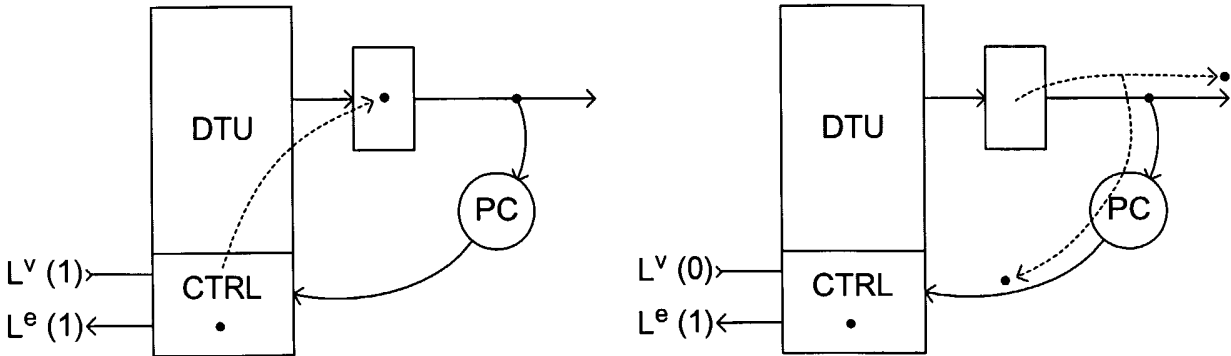 DTU
PC
L^v (1)
CTRL
L^e (1)
DTU
PC
L^v (0)
CTRL
L^e (1)